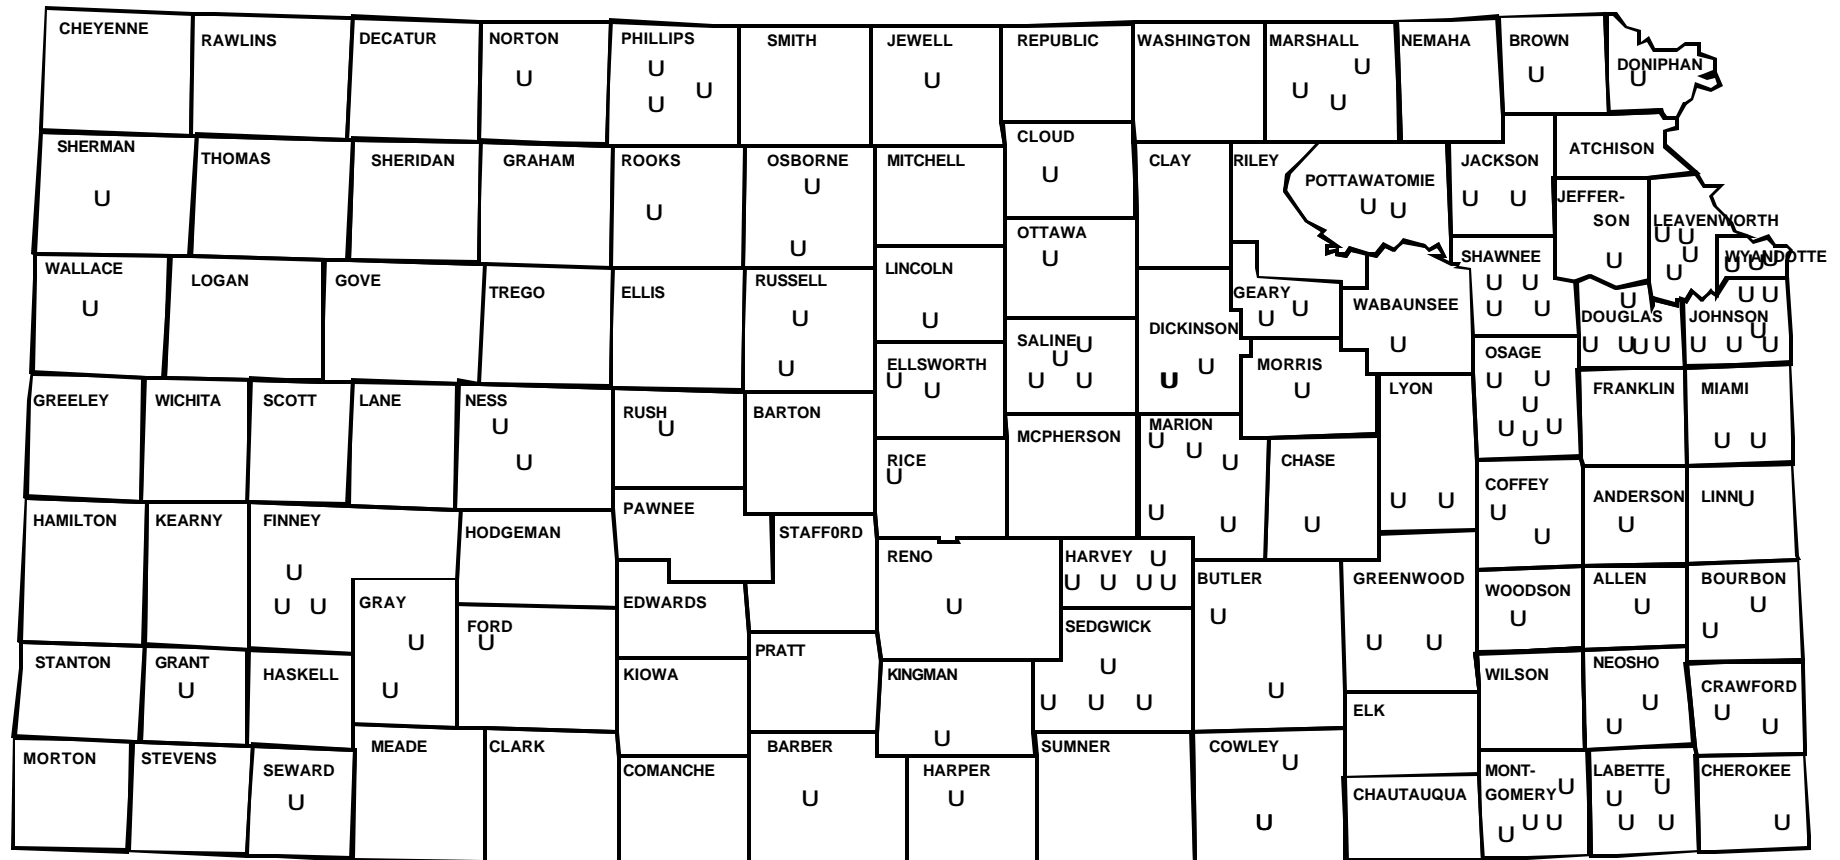 CHEYENNE RAWLINS DECATUR NORTON PHILLIPS SMITH JEWELL REPUBLIC WASHINGTON MARSHALL NEMAHA BROWN DONIPHAN
U U U U U U U U U U
SHERMAN THOMAS SHERIDAN GRAHAM ROOKS OSBORNE MITCHELL CLOUD CLAY RILEY POTTAWATOMIE JACKSON ATCHISON
U U U U U U U U U
JEFFER-
SON LEAVENWORTH WYANDOTTE
U U U U U U U U
WALLACE LOGAN GOVE TREGO ELLIS RUSSELL LINCOLN OTTAWA DICKINSON GEARY WABAUNSEE SHAWNEE DOUGLAS JOHNSON
U U U U U U U U U U U U U U U U U U U U U U U U U
ELLSWORTH SALINE MORRIS OSAGE
U U U U U U U U U U U U U
GREELEY WICHITA SCOTT LANE NESS RUSH BARTON RICE MCPHERSON MARION CHASE LYON FRANKLIN MIAMI
U U U U U U U U U U U U U U
HAMILTON KEARNY FINNEY HODGEMAN PAWNEE STAFF0RD RENO HARVEY BUTLER GREENWOOD COFFEY ANDERSON LINN
U U U U U U U U U U U U U U U U U
GRAY FORD EDWARDS SEDGWICK WOODSON ALLEN BOURBON
U U U U U U U U U U U
STANTON GRANT HASKELL KIOWA PRATT KINGMAN ELK WILSON NEOSHO CRAWFORD
U U U U U U
MORTON STEVENS SEWARD MEADE CLARK COMANCHE BARBER HARPER SUMNER COWLEY CHAUTAUQUA
U U U U U
MONT-
GOMERY LABETTE CHEROKEE
U U U U U U U U U